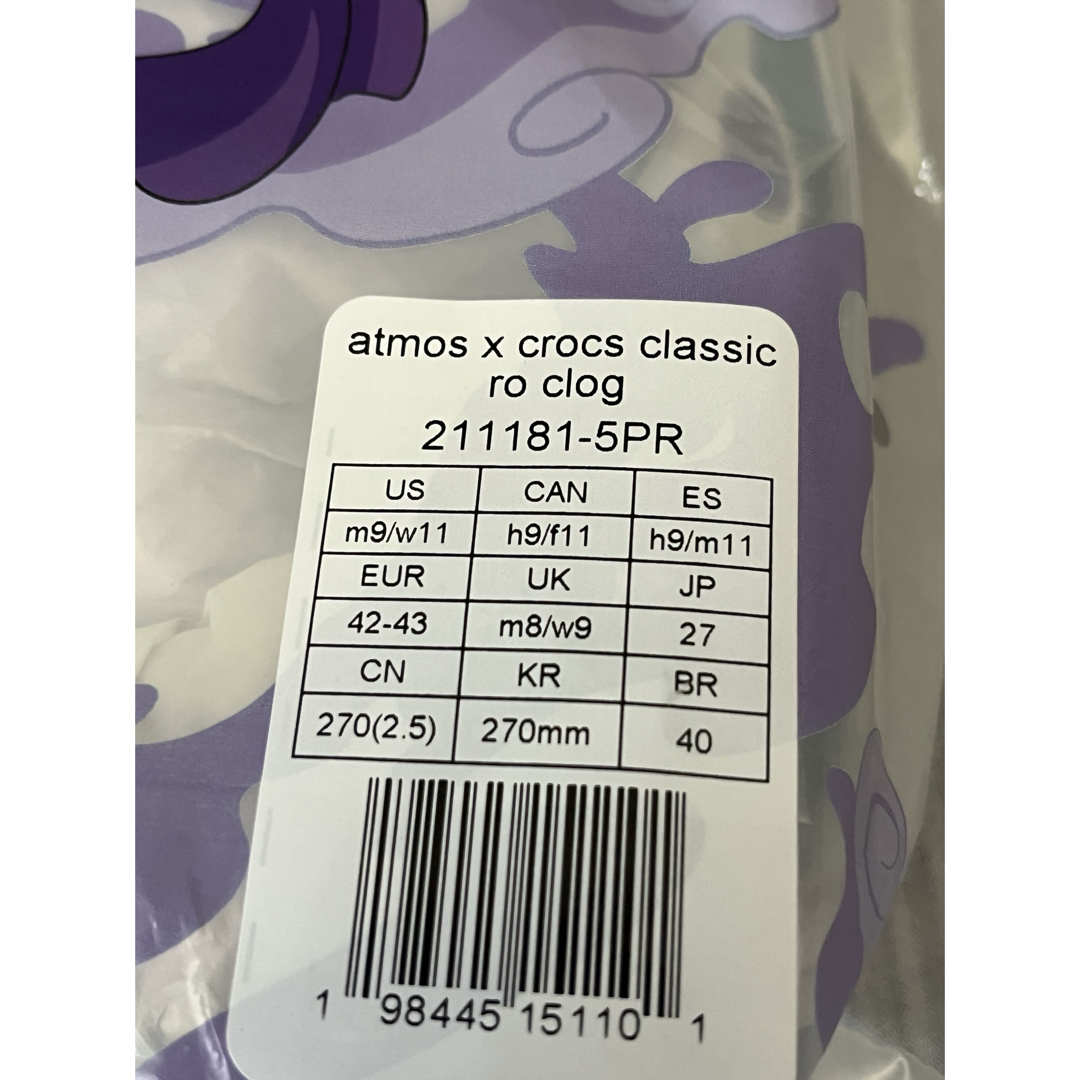 atmos x crocs classic
ro clog
211181-5PR
US CAN ES
m9/w11 h9/f11 h9/m11
EUR UK JP
42-43 m8/w9 27
CN KR BR
270(2.5) 270mm 40
1 98445 15110 1